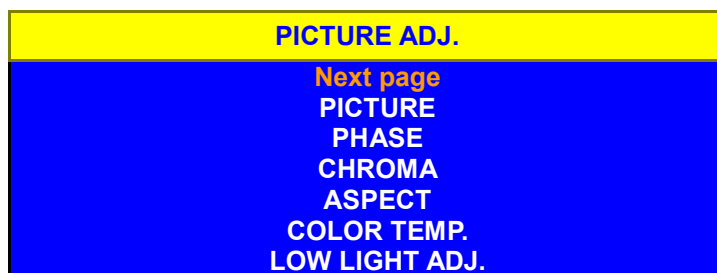 PICTURE ADJ.
Next page
PICTURE
PHASE
CHROMA
ASPECT
COLOR TEMP.
LOW LIGHT ADJ.